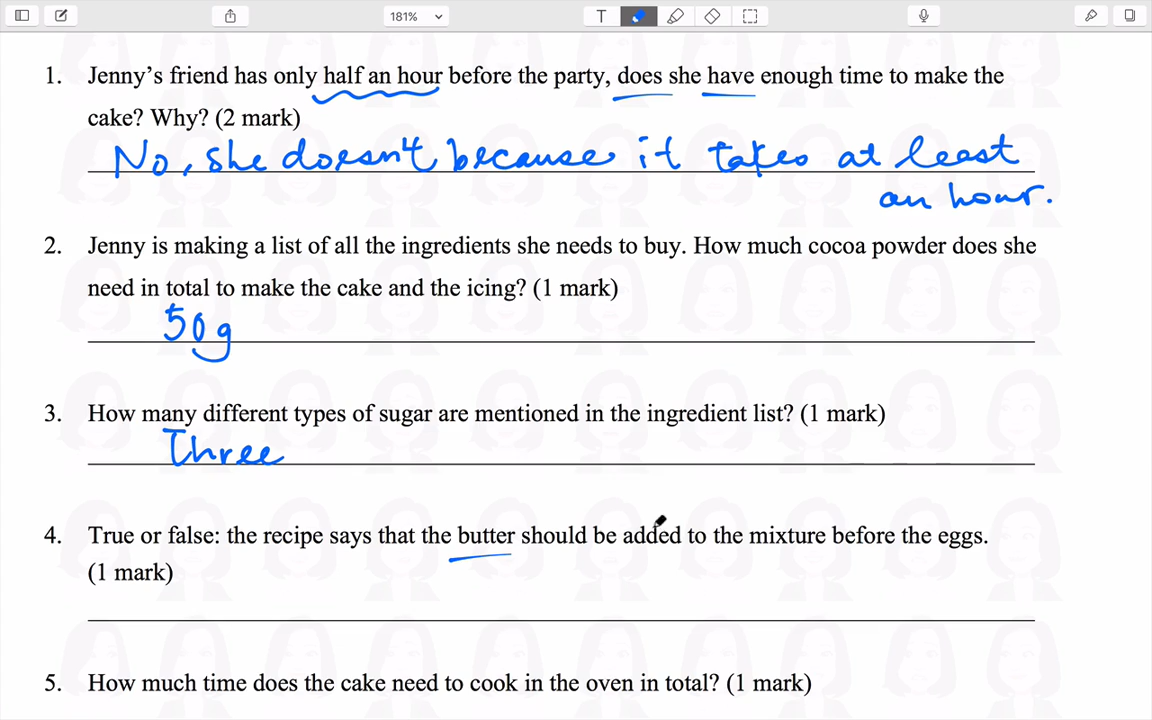 181%
T
1. Jenny’s friend has only half an hour before the party, does she have enough time to make the
cake? Why? (2 mark)
No, she doesn't because it takes at least
an hour.
2. Jenny is making a list of all the ingredients she needs to buy. How much cocoa powder does she
need in total to make the cake and the icing? (1 mark)
50g
3. How many different types of sugar are mentioned in the ingredient list? (1 mark)
Three
4. True or false: the recipe says that the butter should be added to the mixture before the eggs.
(1 mark)
5. How much time does the cake need to cook in the oven in total? (1 mark)